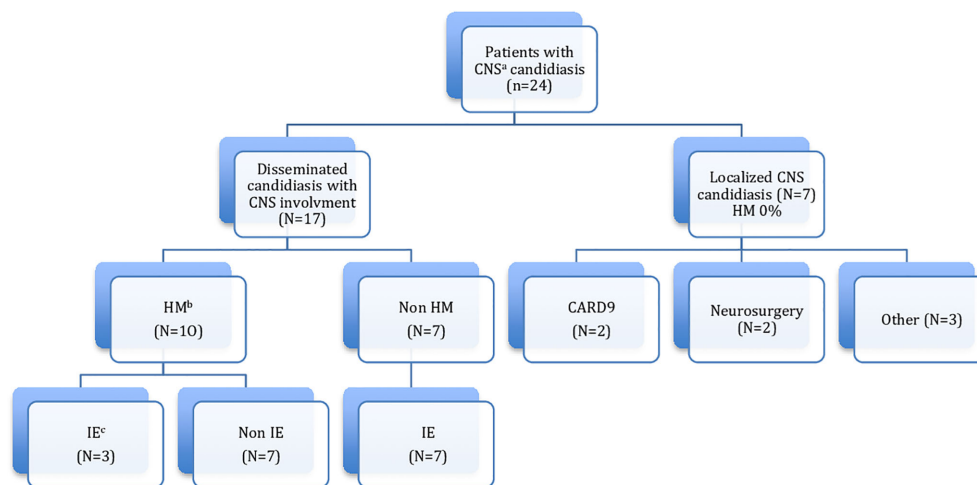 Patients with
CNSᵃ candidiasis
(n=24)
Disseminated
candidiasis with
CNS involvment
(N=17)
Localized CNS
candidiasis (N=7)
HM 0%
HMᵇ
(N=10)
Non HM
(N=7)
CARD9
(N=2)
Neurosurgery
(N=2)
Other (N=3)
IEᶜ
(N=3)
Non IE
(N=7)
IE
(N=7)